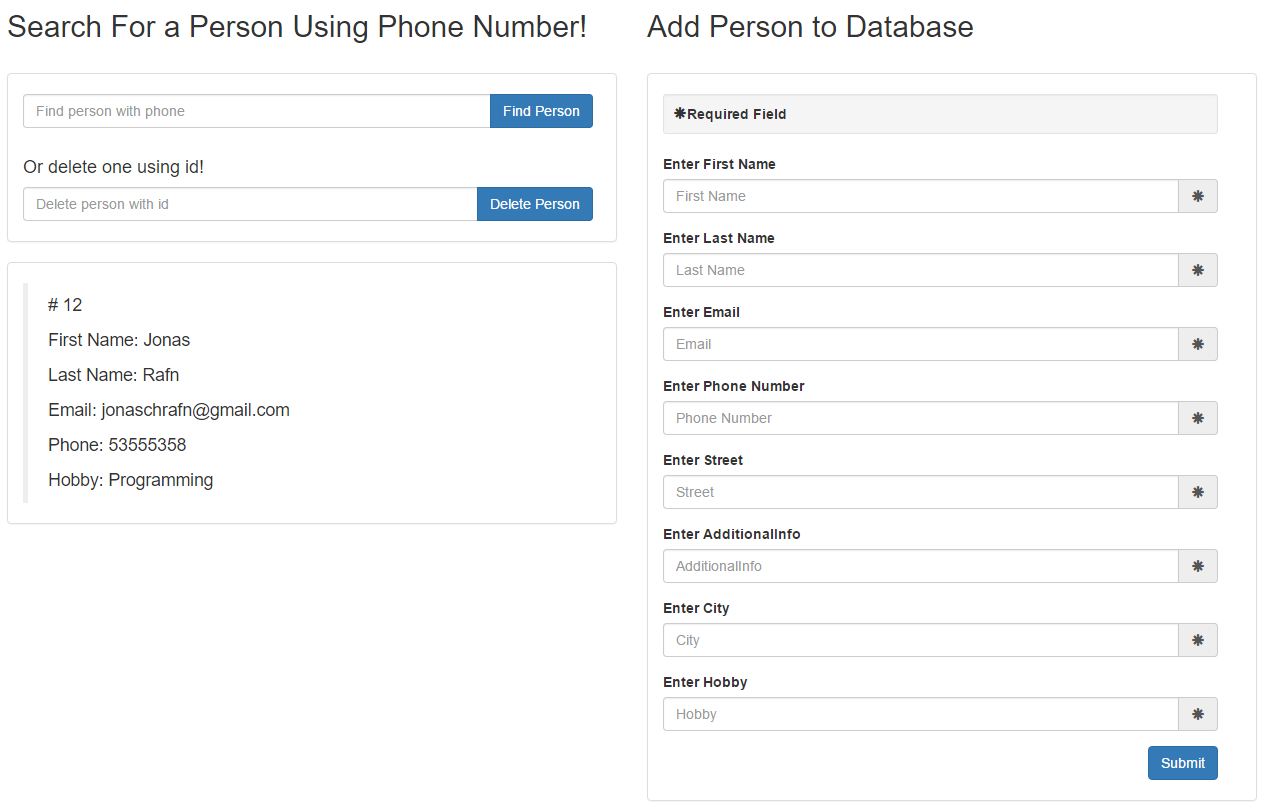 Search For a Person Using Phone Number!
Find person with phone
Find Person
Or delete one using id!
Delete person with id
Delete Person
# 12
First Name: Jonas
Last Name: Rafn
Email: jonaschrafn@gmail.com
Phone: 53555358
Hobby: Programming
Add Person to Database
✱Required Field
Enter First Name
First Name ✱
Enter Last Name
Last Name ✱
Enter Email
Email ✱
Enter Phone Number
Phone Number ✱
Enter Street
Street ✱
Enter AdditionalInfo
AdditionalInfo ✱
Enter City
City ✱
Enter Hobby
Hobby ✱
Submit